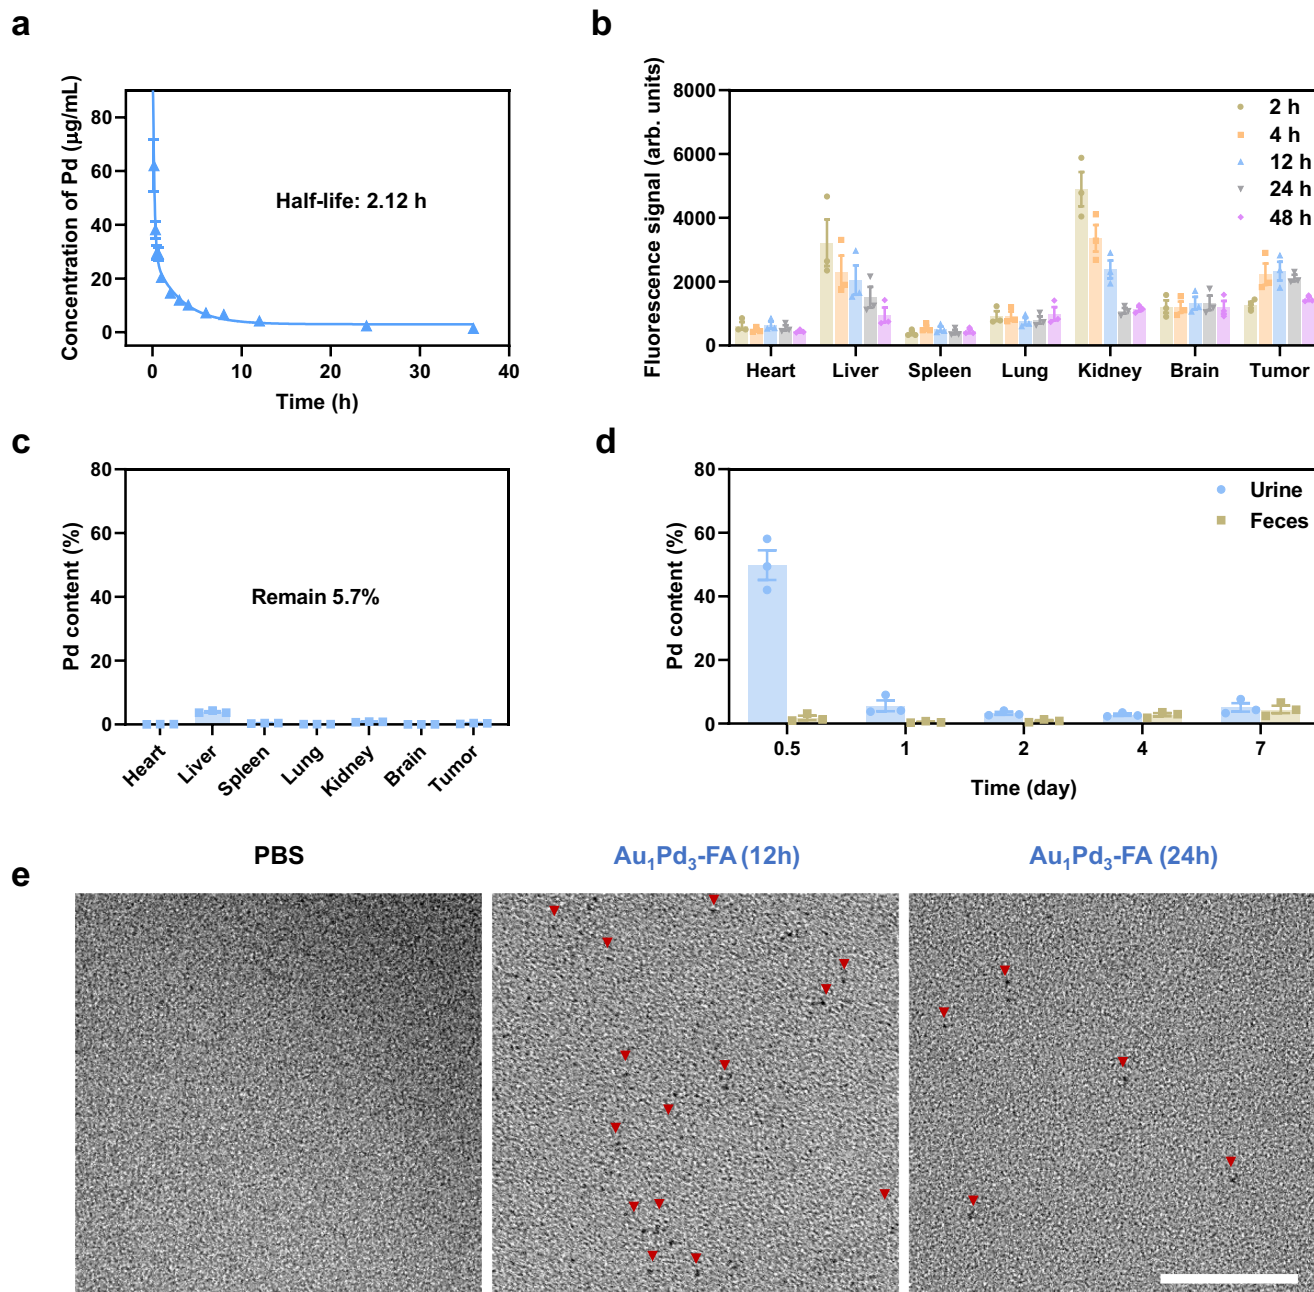 a
Concentration of Pd (μg/mL)
80
60
40
20
0
Half-life: 2.12 h
0 10 20 30 40
Time (h)
b
Fluorescence signal (arb. units)
8000
6000
4000
2000
0
2 h
4 h
12 h
24 h
48 h
Heart Liver Spleen Lung Kidney Brain Tumor
c
Pd content (%)
80
60
40
20
0
Remain 5.7%
Heart Liver Spleen Lung Kidney Brain Tumor
d
Pd content (%)
80
60
40
20
0
Urine
Feces
0.5 1 2 4 7
Time (day)
e
PBS
Au₁Pd₃-FA (12h)
Au₁Pd₃-FA (24h)